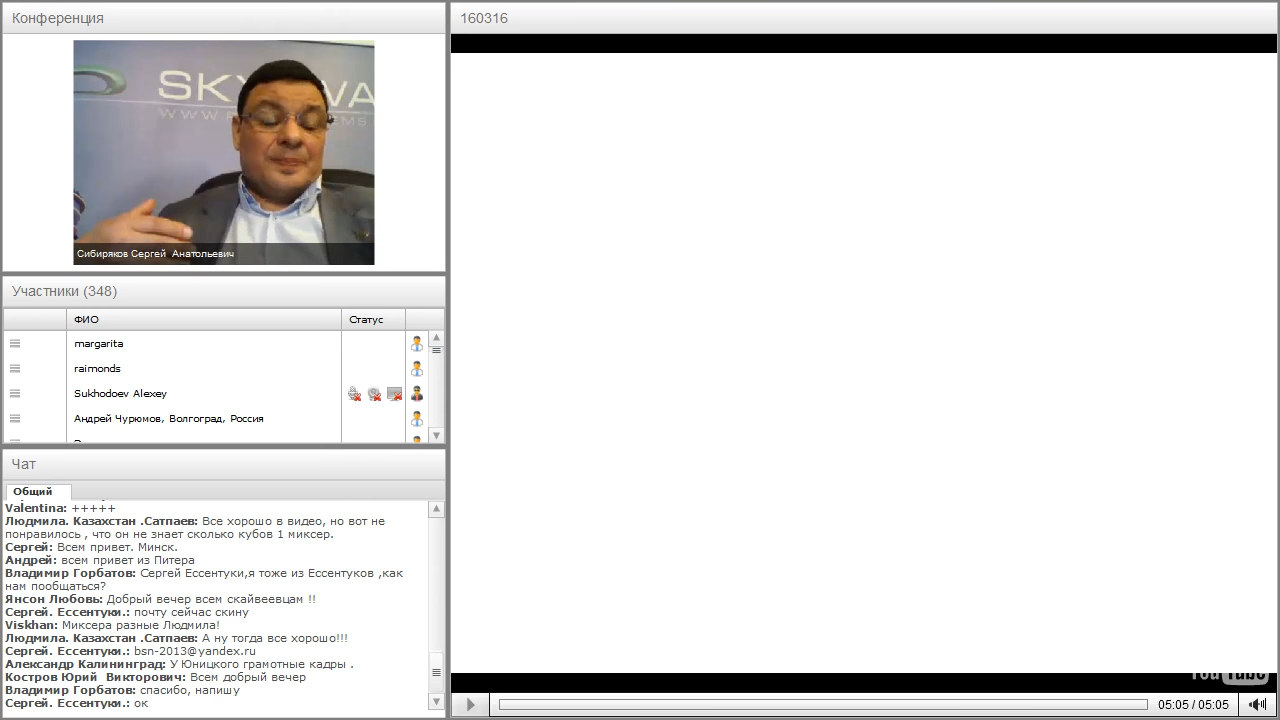 Конференция
SKY WA
WWW.R
EMS
Сибиряков Сергей Анатольевич
Участники (348)
ФИО
Статус
margarita
raimonds
Sukhodoev Alexey
Андрей Чурюмов, Волгоград, Россия
Чат
Общий
Valentina: +++++
Людмила. Казахстан .Сатпаев: Все хорошо в видео, но вот не
понравилось , что он не знает сколько кубов 1 миксер.
Сергей: Всем привет. Минск.
Андрей: всем привет из Питера
Владимир Горбатов: Сергей Ессентуки,я тоже из Ессентуков ,как
нам пообщаться?
Янсон Любовь: Добрый вечер всем скайвеевцам !!
Сергей. Ессентуки.: почту сейчас скину
Viskhan: Миксера разные Людмила!
Людмила. Казахстан .Сатпаев: А ну тогда все хорошо!!!
Сергей. Ессентуки.: bsn-2013@yandex.ru
Александр Калининград: У Юницкого грамотные кадры .
Костров Юрий Викторович: Всем добрый вечер
Владимир Горбатов: спасибо, напишу
Сергей. Ессентуки.: ок
160316
YouTube
05:05 / 05:05